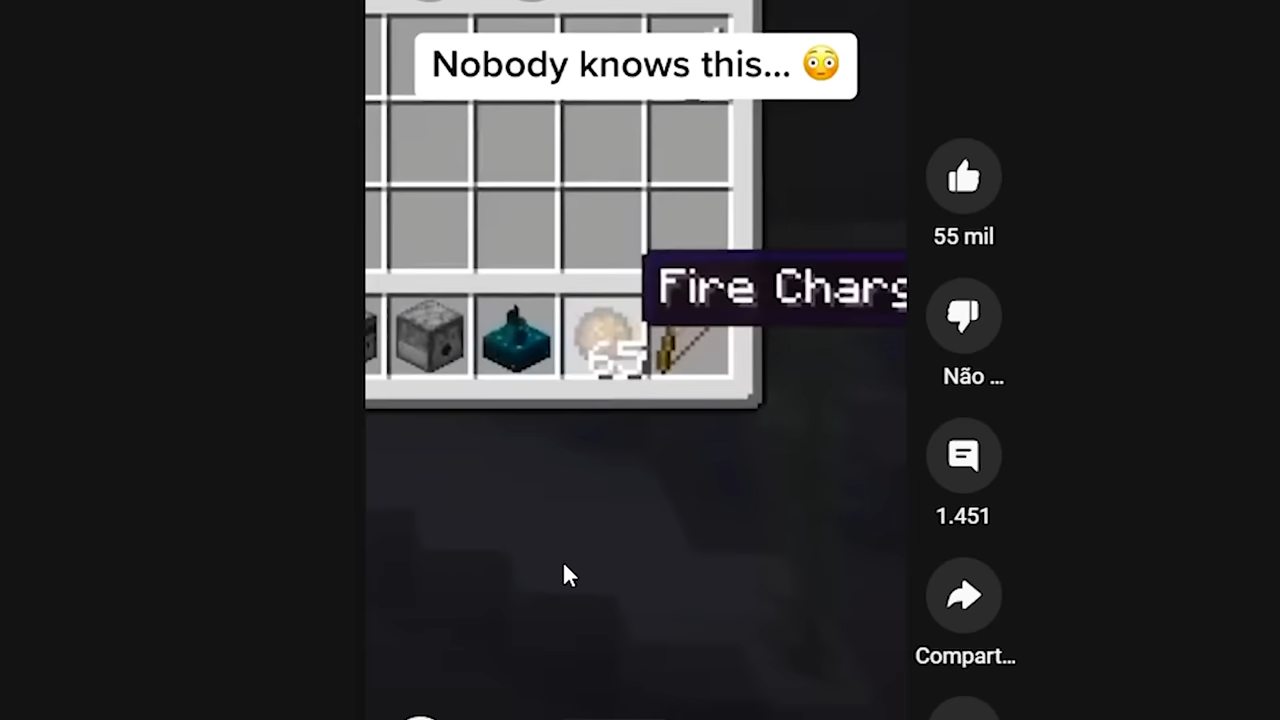 Nobody knows this... 😳
Fire Charg
65
55 mil
Não ...
1.451
Compart...